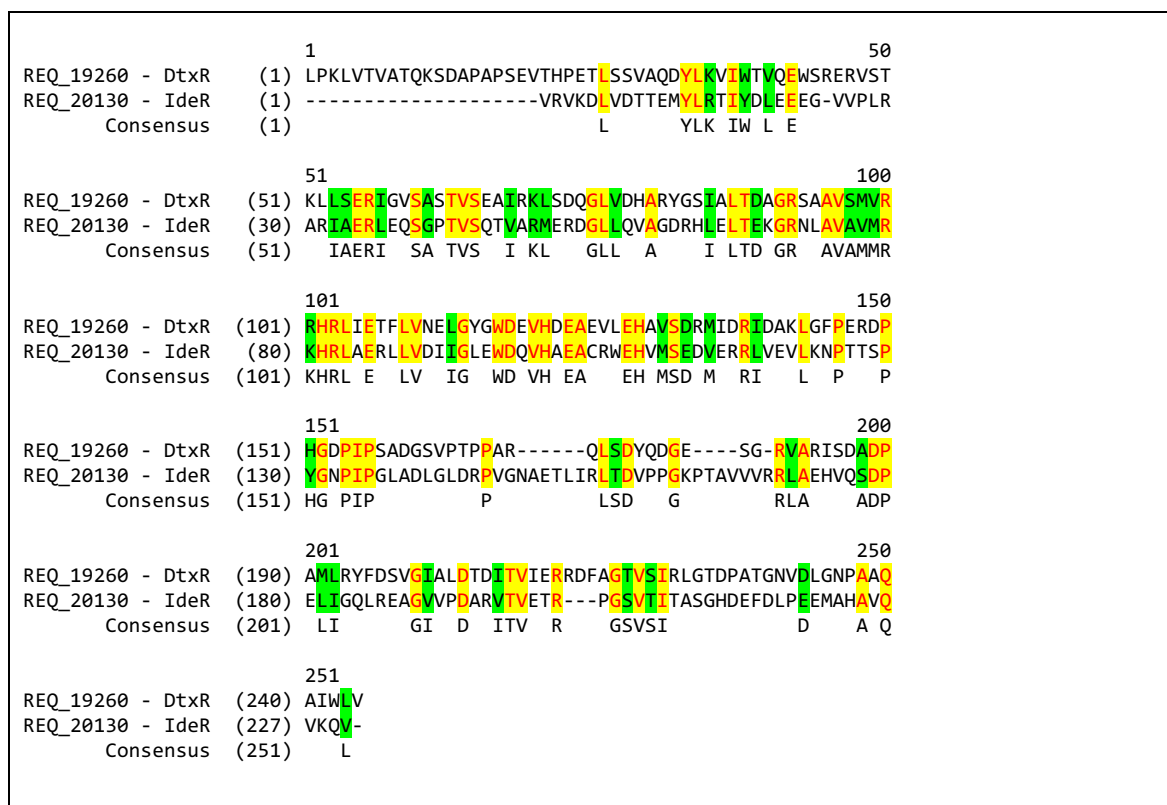 1 50
REQ_19260 - DtxR (1) LPKLVTVATQKSDAPAPSEVTHPETLSSVAQDYLKVIWTVQEWSRERVST
REQ_20130 - IdeR (1) --------------------VRVKDLVDTTEMYLRTIYDLEEEG-VVPLR
Consensus (1) L YLK IW L E
51 100
REQ_19260 - DtxR (51) KLLSERIGVSASTVSEAIRKLSDQGLVDHARYGSIALTDAGRSAAVSMVR
REQ_20130 - IdeR (30) ARIAERLEQSGPTVSQTVARMERDGLLQVAGDRHLELTEKGRNLAVAVMR
Consensus (51) IAERI SA TVS I KL GLL A I LTD GR AVAMMR
101 150
REQ_19260 - DtxR (101) RHRLIETFLVNELGYGWDEVHDEAEVLEHAVSDRMIDRIDAKLGFPERDP
REQ_20130 - IdeR (80) KHRLAERLLVDIIGLEWDQVHAEACRWEHVMSEDVERRLVEVLKNPTTSP
Consensus (101) KHRL E LV IG WD VH EA EH MSD M RI L P P
151 200
REQ_19260 - DtxR (151) HGDPIPSADGSVPTPPAR------QLSDYQDGE----SG-RVARISDADP
REQ_20130 - IdeR (130) YGNPIPGLADLGLDRPVGNAETLIRLTDVPPGKPTAVVVRRLAEHVQSDP
Consensus (151) HG PIP P LSD G RLA ADP
201 250
REQ_19260 - DtxR (190) AMLRYFDSVGIALDTDITVIERRDFAGTVSIRLGTDPATGNVDLGNPAAQ
REQ_20130 - IdeR (180) ELIGQLREAGVVPDARVTVETR---PGSVTITASGHDEFDLPEEMAHAVQ
Consensus (201) LI GI D ITV R GSVSI D A Q
251
REQ_19260 - DtxR (240) AIWLV
REQ_20130 - IdeR (227) VKQV-
Consensus (251) L